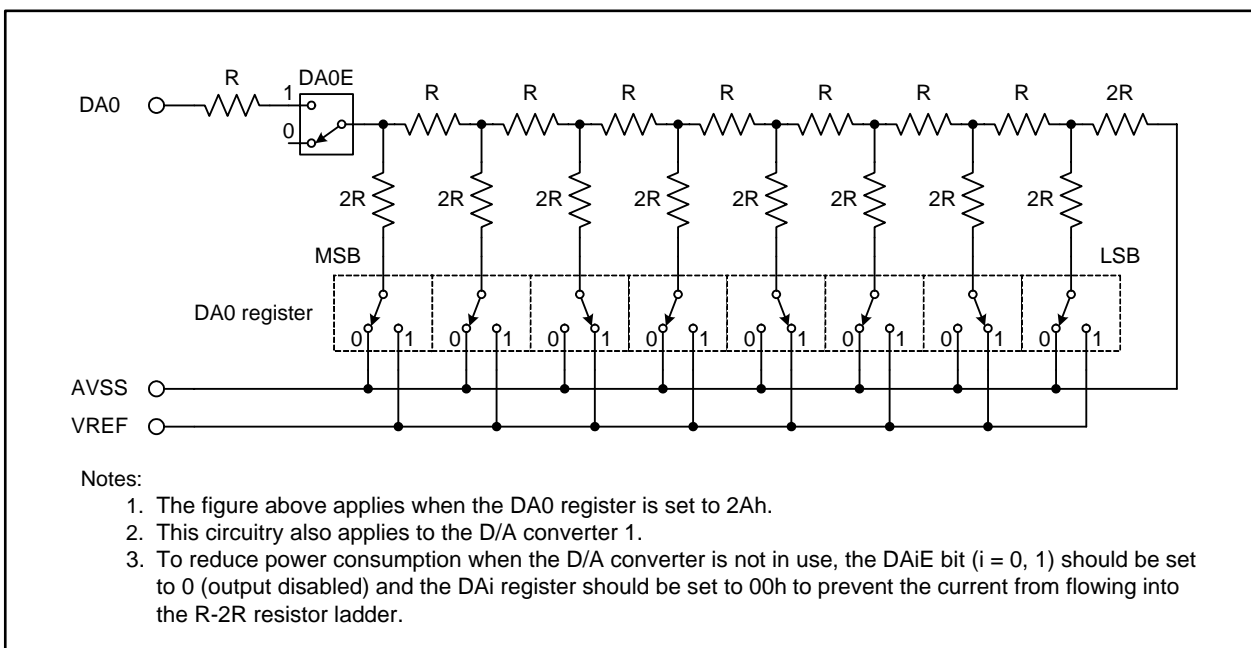 R DA0E R R R R R R R 2R
DA0 1
0
2R 2R 2R 2R 2R 2R 2R 2R
MSB LSB
DA0 register
0 1 0 1 0 1 0 1 0 1 0 1 0 1 0 1
AVSS
VREF
Notes:
1. The figure above applies when the DA0 register is set to 2Ah.
2. This circuitry also applies to the D/A converter 1.
3. To reduce power consumption when the D/A converter is not in use, the DAiE bit (i = 0, 1) should be set
to 0 (output disabled) and the DAi register should be set to 00h to prevent the current from flowing into
the R-2R resistor ladder.